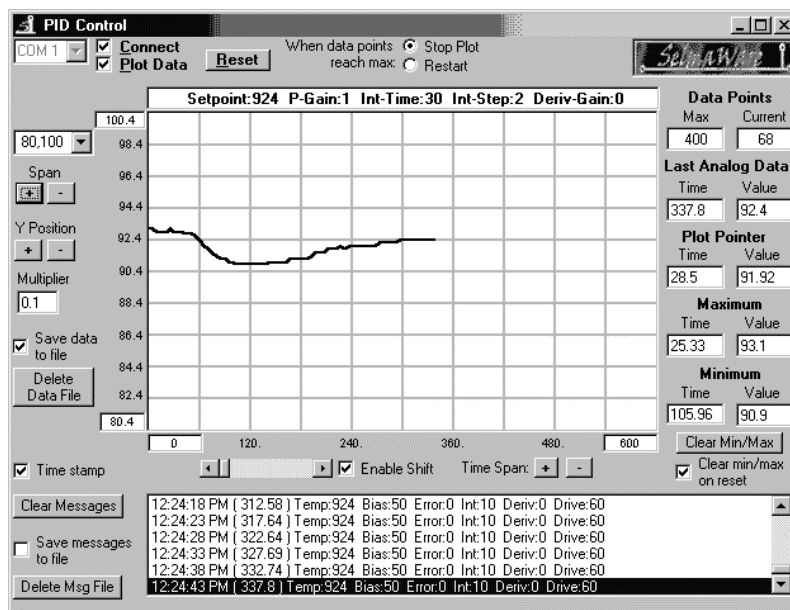 PID Control
COM 1
Connect
Plot Data
Reset
When data points
reach max:
Stop Plot
Restart
SelmaWare
Setpoint:924 P-Gain:1 Int-Time:30 Int-Step:2 Deriv-Gain:0
80,100
Span
+ -
Y Position
+ -
Multiplier
0.1
Save data
to file
Delete
Data File
100.4
98.4
96.4
94.4
92.4
90.4
88.4
86.4
84.4
82.4
80.4
0 120. 240. 360. 480. 600
Data Points
Max Current
400 68
Last Analog Data
Time Value
337.8 92.4
Plot Pointer
Time Value
28.5 91.92
Maximum
Time Value
25.33 93.1
Minimum
Time Value
105.96 90.9
Clear Min/Max
Clear min/max
on reset
Time stamp
Enable Shift
Time Span: + -
Clear Messages
Save messages
to file
Delete Msg File
12:24:18 PM ( 312.58 ) Temp:924 Bias:50 Error:0 Int:10 Deriv:0 Drive:60
12:24:23 PM ( 317.64 ) Temp:924 Bias:50 Error:0 Int:10 Deriv:0 Drive:60
12:24:28 PM ( 322.64 ) Temp:924 Bias:50 Error:0 Int:10 Deriv:0 Drive:60
12:24:33 PM ( 327.69 ) Temp:924 Bias:50 Error:0 Int:10 Deriv:0 Drive:60
12:24:38 PM ( 332.74 ) Temp:924 Bias:50 Error:0 Int:10 Deriv:0 Drive:60
12:24:43 PM ( 337.8 ) Temp:924 Bias:50 Error:0 Int:10 Deriv:0 Drive:60